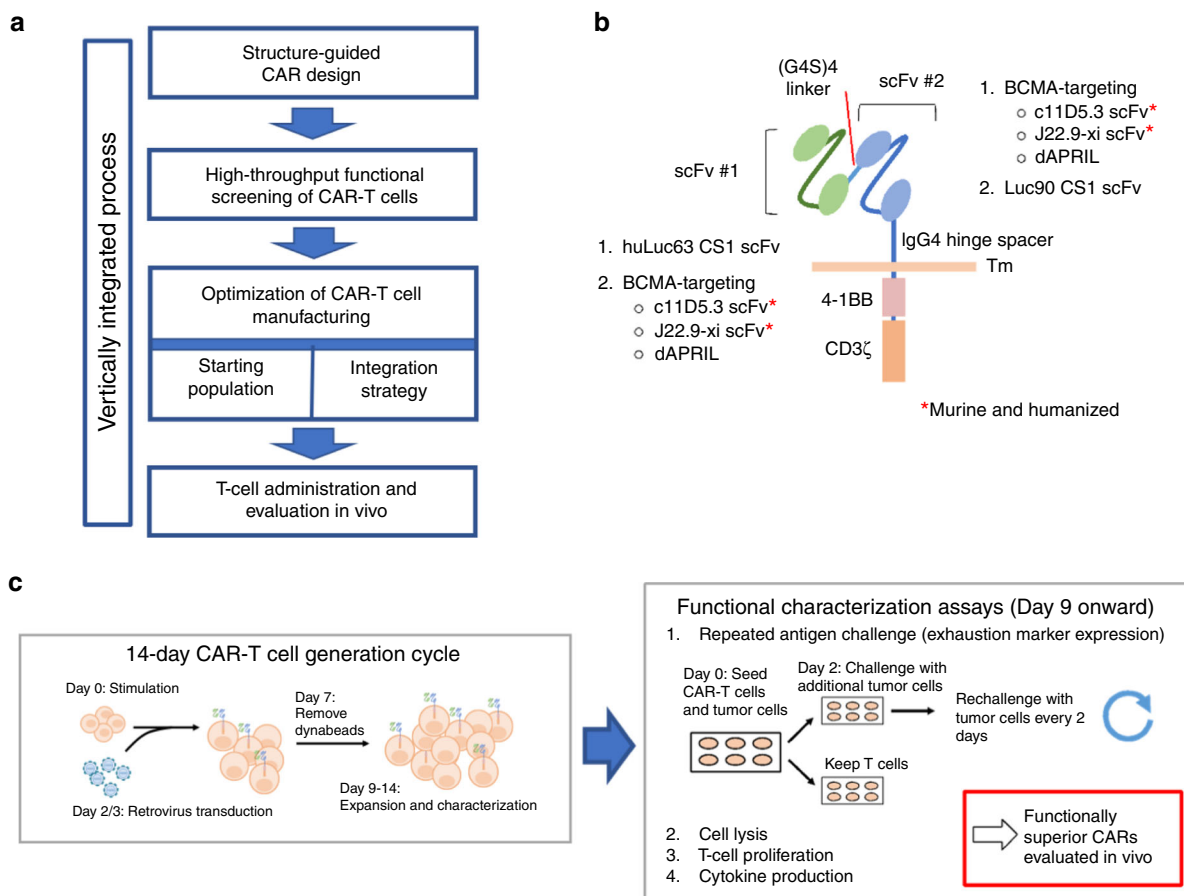 a
Vertically integrated process
Structure-guided
CAR design
High-throughput functional
screening of CAR-T cells
Optimization of CAR-T cell
manufacturing
Starting
population
Integration
strategy
T-cell administration and
evaluation in vivo
b
(G4S)4
linker
scFv #2
scFv #1
1. BCMA-targeting
c11D5.3 scFv*
J22.9-xi scFv*
dAPRIL
2. Luc90 CS1 scFv
IgG4 hinge spacer
Tm
4-1BB
CD3ζ
1. huLuc63 CS1 scFv
2. BCMA-targeting
c11D5.3 scFv*
J22.9-xi scFv*
dAPRIL
*Murine and humanized
c
14-day CAR-T cell generation cycle
Day 0: Stimulation
Day 2/3: Retrovirus transduction
Day 7:
Remove
dynabeads
Day 9-14:
Expansion and characterization
Functional characterization assays (Day 9 onward)
1. Repeated antigen challenge (exhaustion marker expression)
Day 0: Seed
CAR-T cells
and tumor cells
Day 2: Challenge with
additional tumor cells
Rechallenge with
tumor cells every 2
days
Keep T cells
2. Cell lysis
3. T-cell proliferation
4. Cytokine production
Functionally
superior CARs
evaluated in vivo